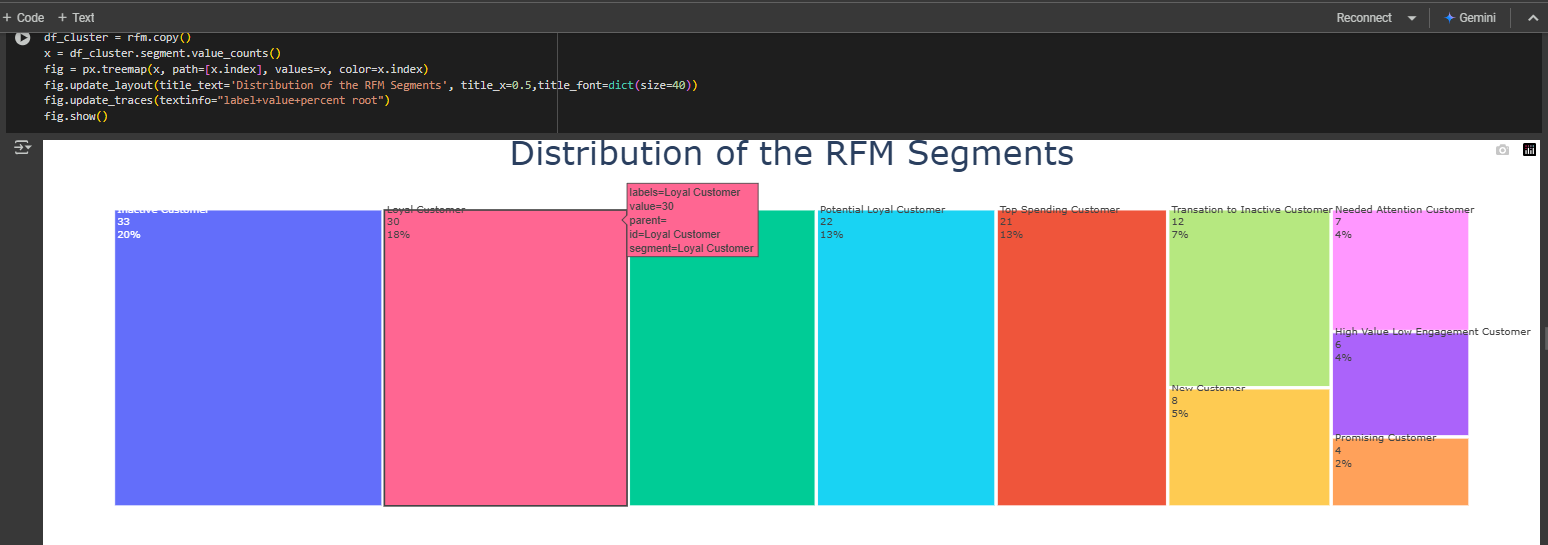 + Code + Text
Reconnect
Gemini
df_cluster = rfm.copy()
x = df_cluster.segment.value_counts()
fig = px.treemap(x, path=[x.index], values=x, color=x.index)
fig.update_layout(title_text='Distribution of the RFM Segments', title_x=0.5,title_font=dict(size=40))
fig.update_traces(textinfo="label+value+percent root")
fig.show()
Distribution of the RFM Segments
Inactive Customer
33
20%
Loyal Customer
30
18%
labels=Loyal Customer
value=30
parent=
id=Loyal Customer
segment=Loyal Customer
Potential Loyal Customer
22
13%
Top Spending Customer
21
13%
Transation to Inactive Customer
12
7%
New Customer
8
5%
Needed Attention Customer
7
4%
High Value Low Engagement Customer
6
4%
Promising Customer
4
2%